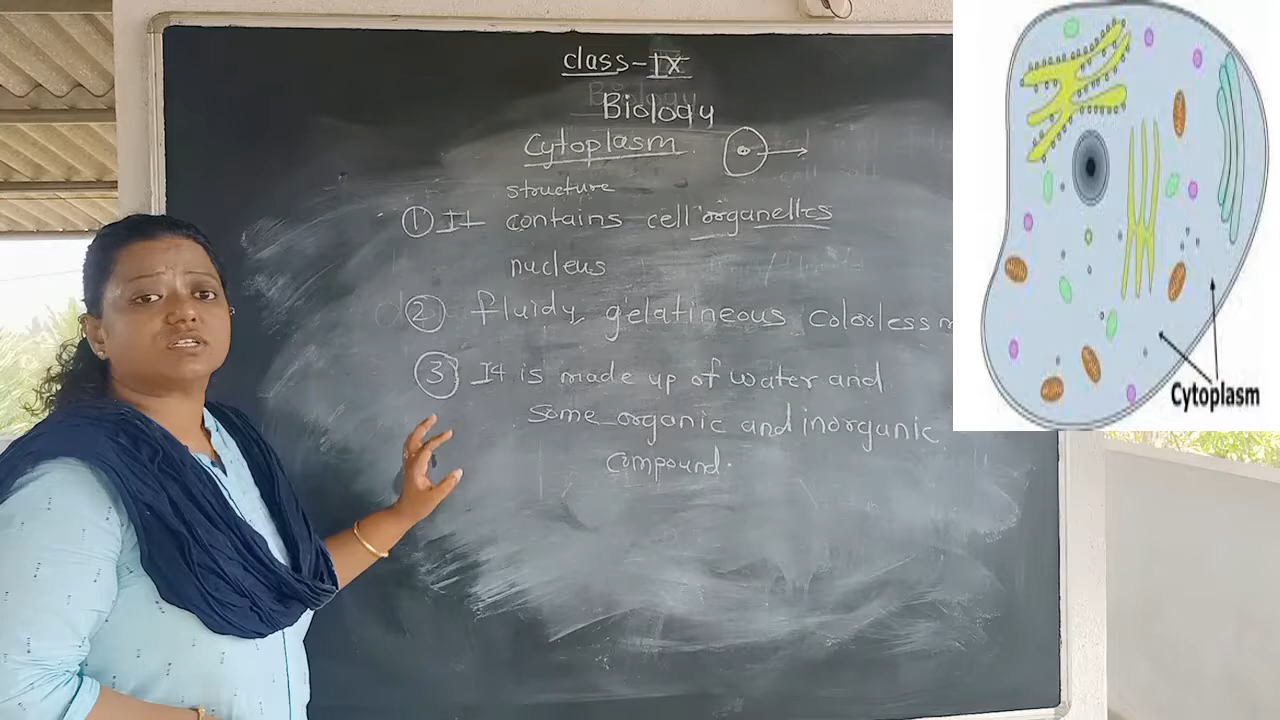 class-IX
Biology
Cytoplasm
structure
① It contains cell organelles
nucleus
② fluidy, gelatineous colorless
③ It is made up of water and
some organic and inorganic
compound.
Cytoplasm